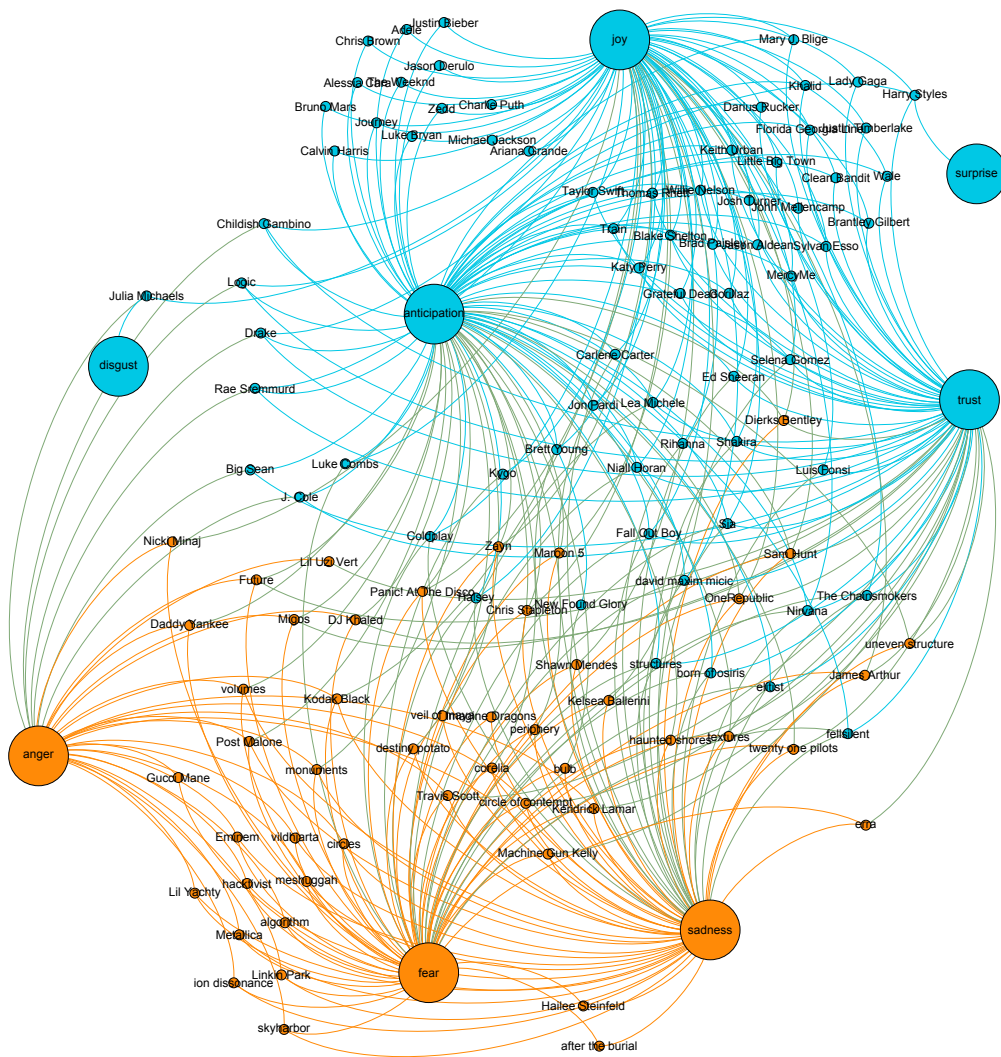 Justin Bieber
Adele
joy
Mary J. Blige
Chris Brown
Jason Derulo
Alessia Cara
The Weeknd
Khalid
Lady Gaga
Harry Styles
Bruno Mars
Zedd
Charlie Puth
Darius Rucker
Journey
Luke Bryan
Michael Jackson
Florida Georgia Line
Justin Timberlake
Calvin Harris
Ariana Grande
Keith Urban
Little Big Town
surprise
Clean Bandit
Wale
Taylor Swift
Thomas Rhett
Willie Nelson
Josh Turner
John Mellencamp
Childish Gambino
Train
Blake Shelton
Brantley Gilbert
Brad Paisley
Jason Aldean
Sylvan Esso
Katy Perry
MercyMe
Logic
Julia Michaels
Grateful Dead
Gorillaz
anticipation
Drake
disgust
Carlene Carter
Selena Gomez
Ed Sheeran
Rae Sremmurd
trust
Jon Pardi
Lea Michele
Dierks Bentley
Brett Young
Rihanna
Shakira
Big Sean
Luke Combs
Kygo
Niall Horan
Luis Fonsi
J. Cole
Sia
Coldplay
Fall Out Boy
Nicki Minaj
Zayn
Maroon 5
Sam Hunt
Lil Uzi Vert
Future
david maxim micic
Panic! At The Disco
Halsey
New Found Glory
OneRepublic
The Chainsmokers
Chris Stapleton
Nirvana
Daddy Yankee
Migos
DJ Khaled
uneven structure
Shawn Mendes
structures
born of osiris
James Arthur
volumes
Kodak Black
Kelsea Ballerini
elitist
veil of maya
Imagine Dragons
periphery
Post Malone
destiny potato
haunted shores
textures
fellsilent
twenty one pilots
anger
Gucci Mane
monuments
corelia
bulb
Travis Scott
circle of contempt
Kendrick Lamar
erra
Eminem
vildhjarta
circles
Machine Gun Kelly
Lil Yachty
hacktivist
meshuggah
algorithm
Metallica
sadness
fear
ion dissonance
Linkin Park
Hailee Steinfeld
skyharbor
after the burial